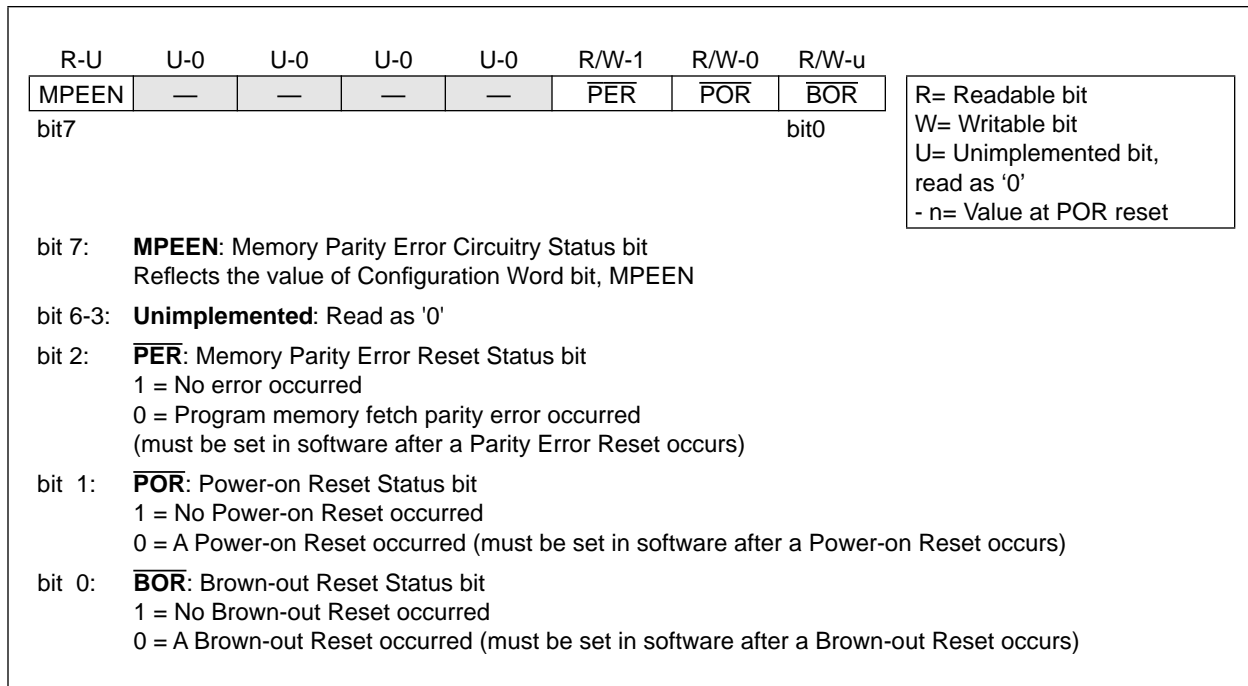 R-U U-0 U-0 U-0 U-0 R/W-1 R/W-0 R/W-u
MPEEN — — — — P̅E̅R̅ P̅O̅R̅ B̅O̅R̅
bit7 bit0
R= Readable bit
W= Writable bit
U= Unimplemented bit,
read as ‘0’
- n= Value at POR reset
bit 7: MPEEN: Memory Parity Error Circuitry Status bit
Reflects the value of Configuration Word bit, MPEEN
bit 6-3: Unimplemented: Read as '0'
bit 2: P̅E̅R̅: Memory Parity Error Reset Status bit
1 = No error occurred
0 = Program memory fetch parity error occurred
(must be set in software after a Parity Error Reset occurs)
bit 1: P̅O̅R̅: Power-on Reset Status bit
1 = No Power-on Reset occurred
0 = A Power-on Reset occurred (must be set in software after a Power-on Reset occurs)
bit 0: B̅O̅R̅: Brown-out Reset Status bit
1 = No Brown-out Reset occurred
0 = A Brown-out Reset occurred (must be set in software after a Brown-out Reset occurs)